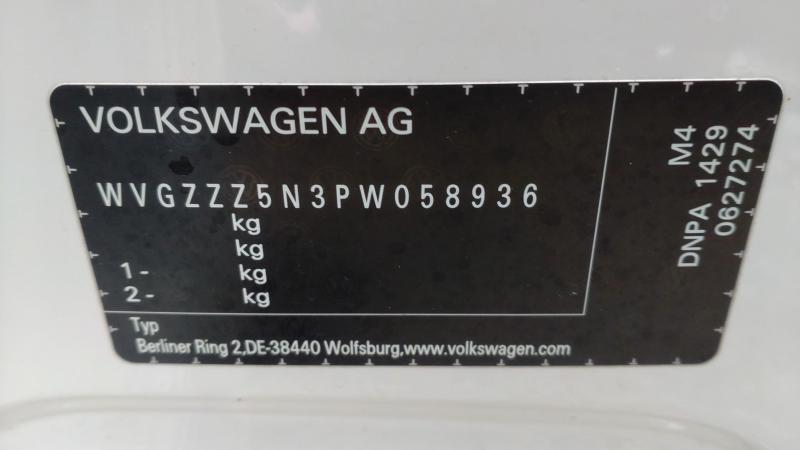 VOLKSWAGEN AG
WVGZZZ5N3PW058936
kg
kg
1- kg
2- kg
Typ
Berliner Ring 2,DE-38440 Wolfsburg,www.volkswagen.com
M4
DNPA 1429
0627274